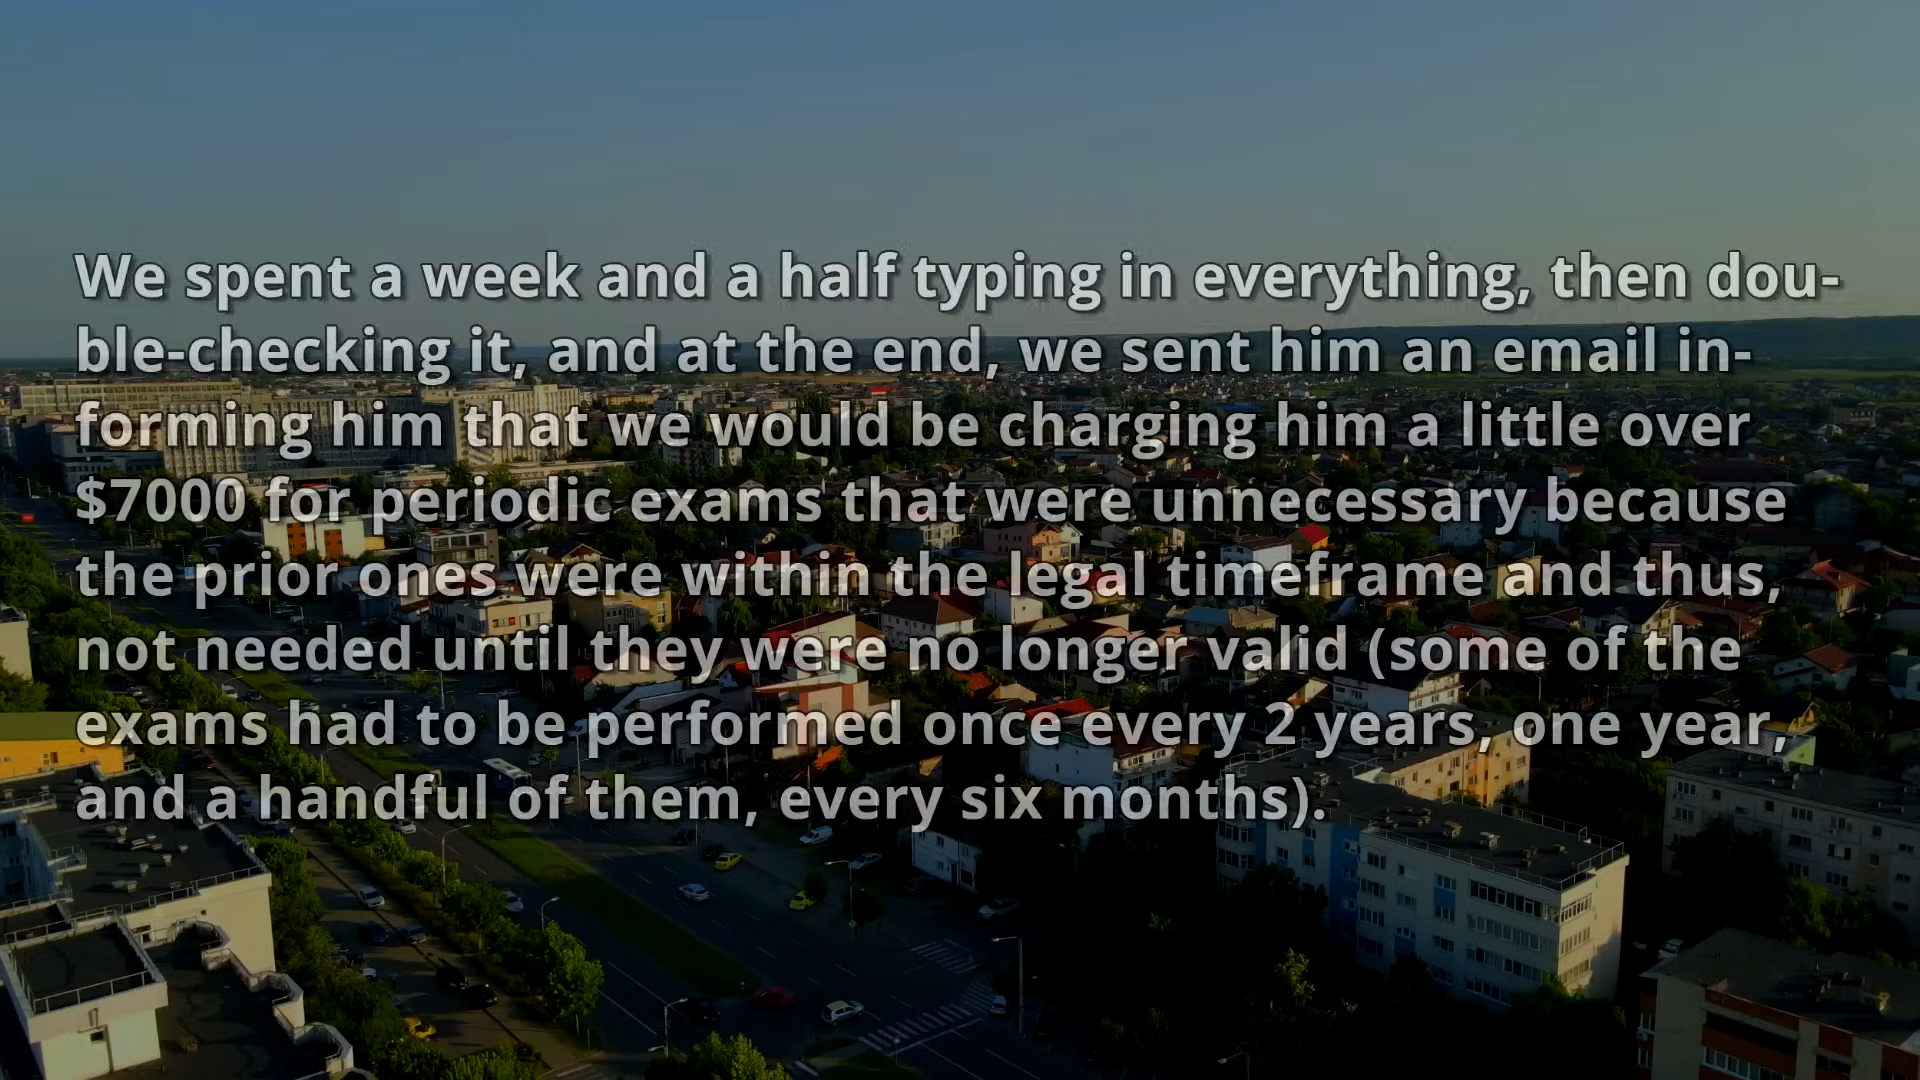 We spent a week and a half typing in everything, then dou-
ble-checking it, and at the end, we sent him an email in-
forming him that we would be charging him a little over
$7000 for periodic exams that were unnecessary because
the prior ones were within the legal timeframe and thus,
not needed until they were no longer valid (some of the
exams had to be performed once every 2 years, one year,
and a handful of them, every six months).